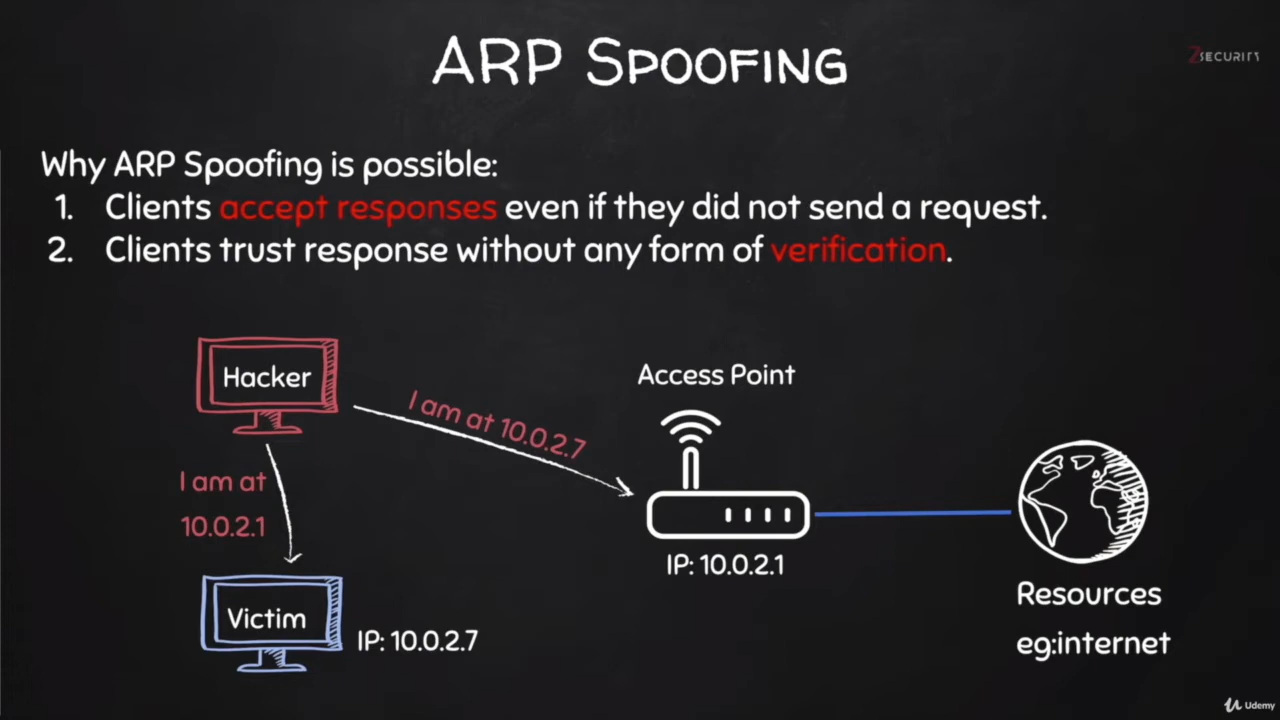 ARP SPOOFING
ZSECURITY
Why ARP Spoofing is possible:
1. Clients accept responses even if they did not send a request.
2. Clients trust response without any form of verification.
Hacker
I am at 10.0.2.7
Access Point
I am at
10.0.2.1
IP: 10.0.2.1
Victim
IP: 10.0.2.7
Resources
eg:internet
Udemy